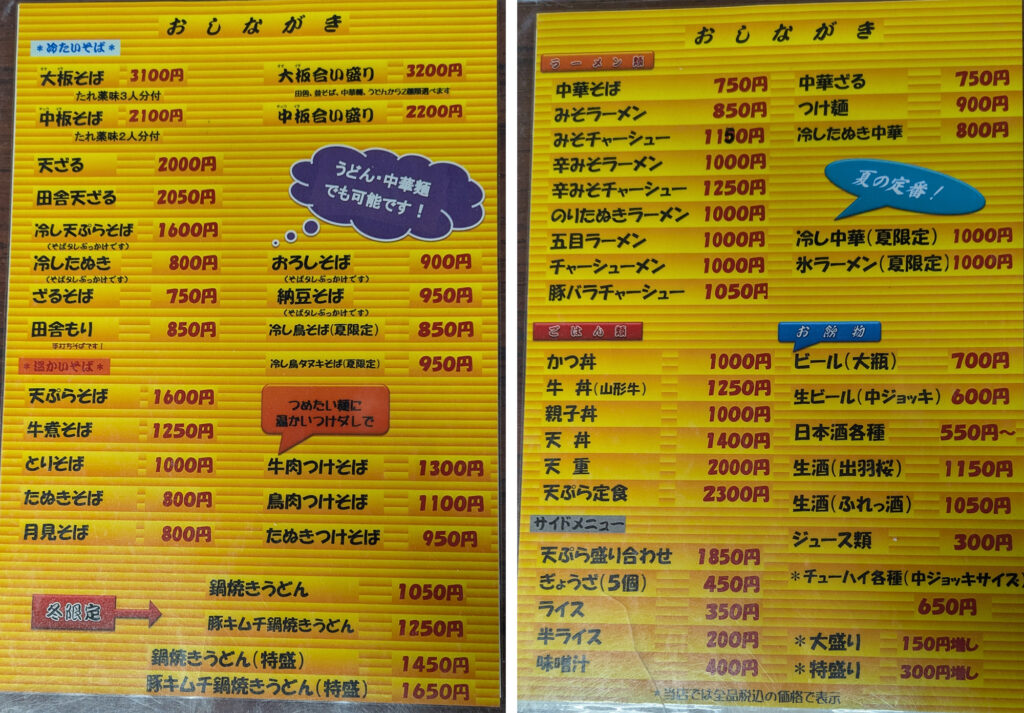 おしながき
*冷たいそば*
大板そば 3100円
たれ薬味3人分付
大板合い盛り 3200円
田舎、昔そば、中華麺、うどんから2種類選べます
中板そば 2100円
たれ薬味2人分付
中板合い盛り 2200円
天ざる 2000円
田舎天ざる 2050円
うどん・中華麺
でも可能です!
冷し天ぷらそば 1600円
(そばダしぶっかけです)
冷したぬき 800円
(そばダしぶっかけです)
おろしそば 900円
(そばダしぶっかけです)
ざるそば 750円
納豆そば 950円
(そばダしぶっかけです)
田舎もり 850円
手打ちそばです!
冷し鳥そば(夏限定) 850円
冷し鳥タヌキそば(夏限定) 950円
*温かいそば*
天ぷらそば 1600円
牛煮そば 1250円
とりそば 1000円
たぬきそば 800円
月見そば 800円
つめたい麺に
温かいつけダしで
牛肉つけそば 1300円
鳥肉つけそば 1100円
たぬきつけそば 950円
冬限定
鍋焼きうどん 1050円
豚キムチ鍋焼きうどん 1250円
鍋焼きうどん(特盛) 1450円
豚キムチ鍋焼きうどん(特盛) 1650円
おしながき
ラーメン類
中華そば 750円
みそラーメン 850円
みそチャーシュー 1150円
辛みそラーメン 1000円
辛みそチャーシュー 1250円
のりたぬきラーメン 1000円
五目ラーメン 1000円
チャーシューメン 1000円
豚バラチャーシュー 1050円
中華ざる 750円
つけ麺 900円
冷したぬき中華 800円
夏の定番!
冷し中華(夏限定) 1000円
氷ラーメン(夏限定) 1000円
ごはん類
かつ丼 1000円
牛丼(山形牛) 1250円
親子丼 1000円
天丼 1400円
天重 2000円
天ぷら定食 2300円
サイドメニュー
天ぷら盛り合わせ 1850円
ぎょうざ(5個) 450円
ライス 350円
半ライス 200円
味噌汁 400円
お飲物
ビール(大瓶) 700円
生ビール(中ジョッキ) 600円
日本酒各種 550円~
生酒(出羽桜) 1150円
生酒(ふれっ酒) 1050円
ジュース類 300円
*チューハイ各種(中ジョッキサイズ)
650円
*大盛り 150円増し
*特盛り 300円増し
*当店では全品税込の価格で表示